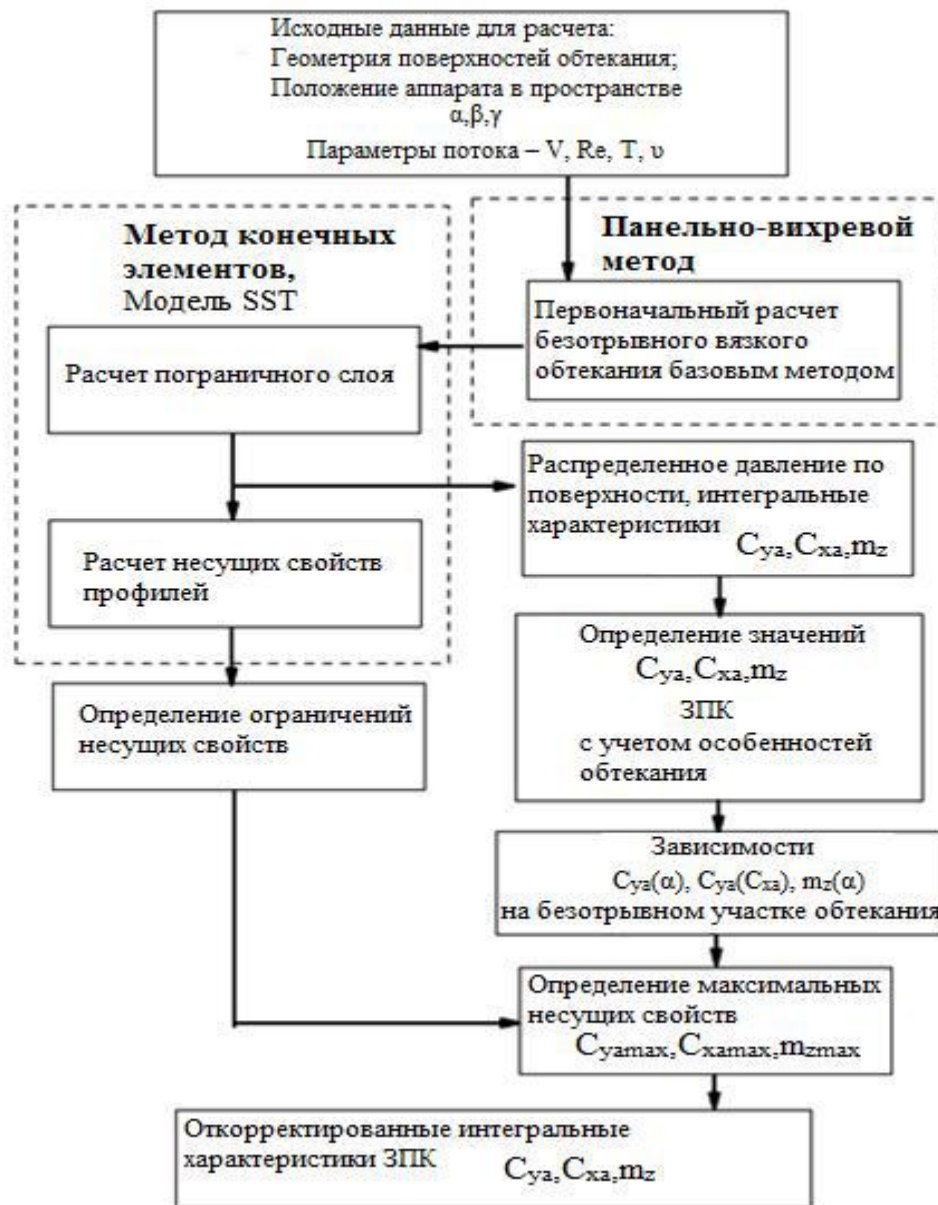 Исходные данные для расчета:
Геометрия поверхностей обтекания;
Положение аппарата в пространстве
α,β,γ
Параметры потока – V, Re, T, υ
Метод конечных
элементов,
Модель SST
Панельно-вихревой
метод
Первоначальный расчет
безотрывного вязкого
обтекания базовым методом
Расчет пограничного слоя
Распределенное давление по
поверхности, интегральные
характеристики
Cya,Cxa,mz
Расчет несущих свойств
профилей
Определение значений
Cya,Cxa,mz
ЗПК
с учетом особенностей
обтекания
Определение ограничений
несущих свойств
Зависимости
Cya(α), Cya(Cxa), mz(α)
на безотрывном участке обтекания
Определение максимальных
несущих свойств
Cyamax,Cxamax,mzmax
Откорректированные интегральные
характеристики ЗПК Cya,Cxa,mz